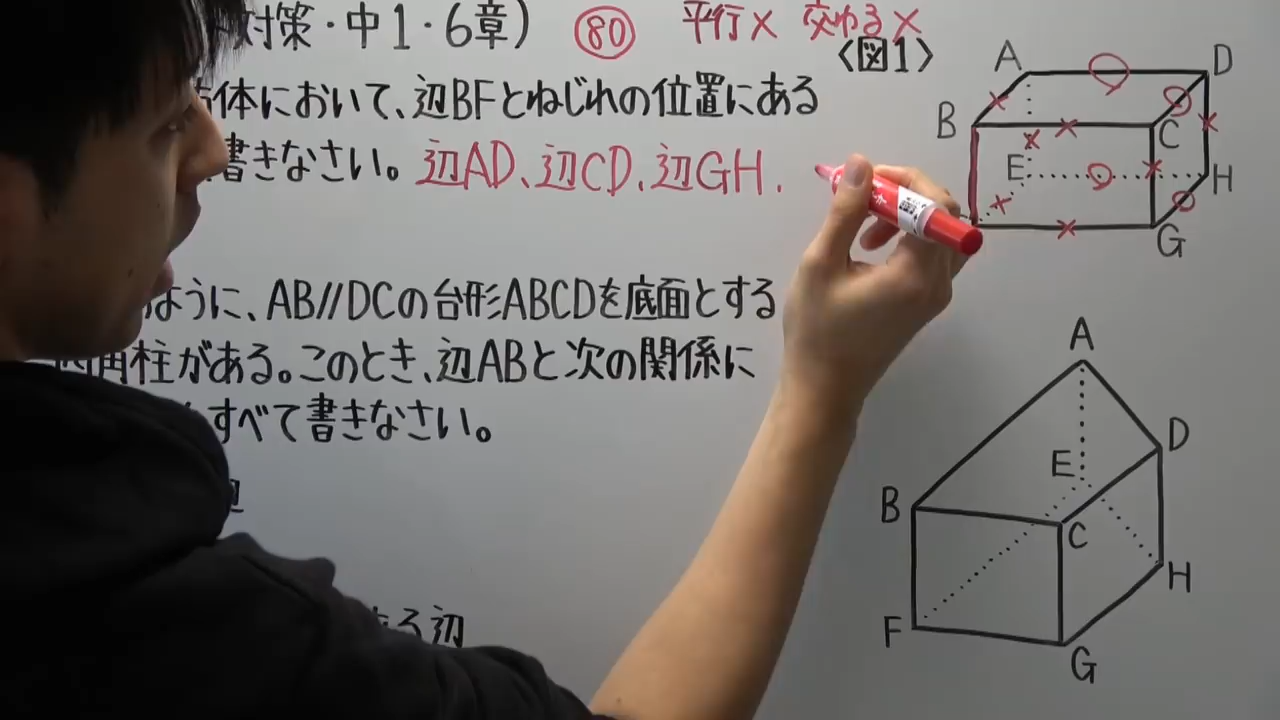 対策・中1・6章) 80 平行× 交わる×
〈図1〉
体において、辺BFとねじれの位置にある
書きなさい。辺AD、辺CD、辺GH、
A
D
B
C
E
H
G
ように、AB//DCの台形ABCDを底面とする
角柱がある。このとき、辺ABと次の関係に
すべて書きなさい。
る辺
A
D
E
B
C
H
F
G